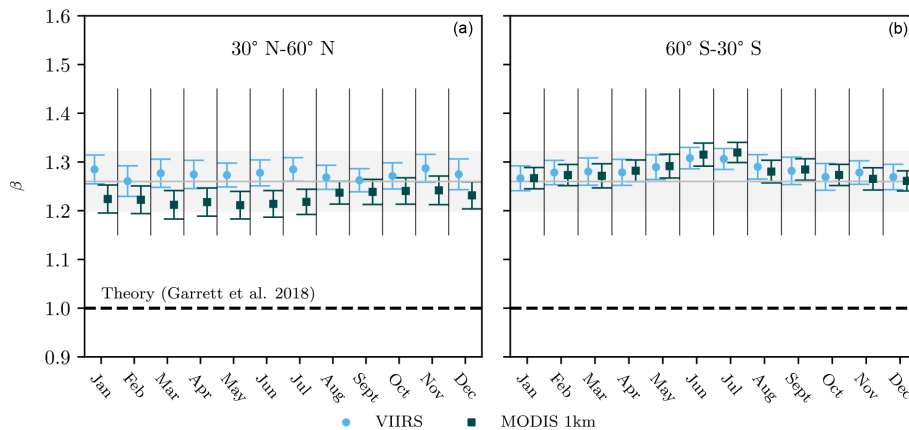 (a)
(b)
30° N-60° N
60° S-30° S
1.6
1.5
1.4
1.3
1.2
1.1
1.0
0.9
β
Theory (Garrett et al. 2018)
Jan Feb Mar Apr May Jun Jul Aug Sept Oct Nov Dec
Jan Feb Mar Apr May Jun Jul Aug Sept Oct Nov Dec
VIIRS MODIS 1km